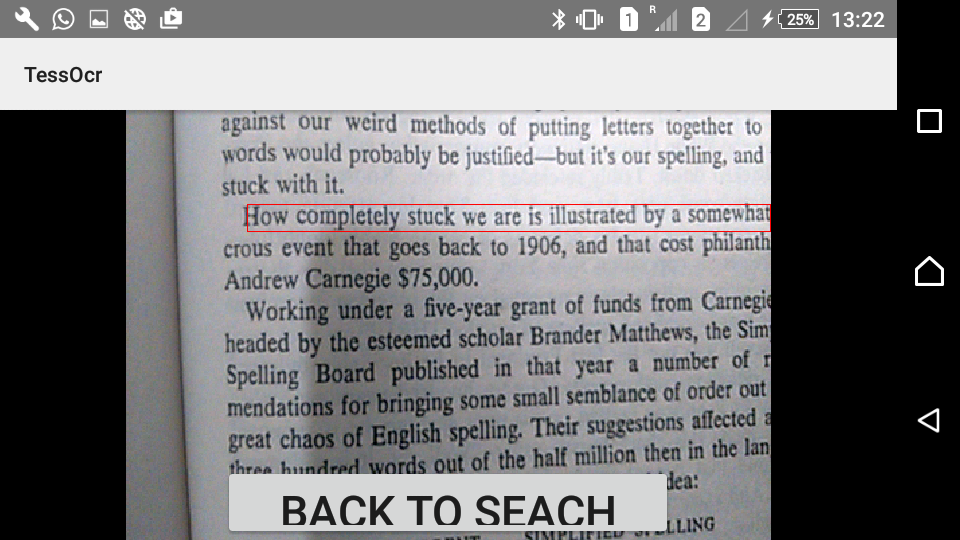 1 R 2 25% 13:22
TessOcr
against our weird methods of putting letters together to
words would probably be justified—but it's our spelling, and
stuck with it.
How completely stuck we are is illustrated by a somewhat
crous event that goes back to 1906, and that cost philanth
Andrew Carnegie $75,000.
Working under a five-year grant of funds from Carnegie
headed by the esteemed scholar Brander Matthews, the Sim
Spelling Board published in that year a number of r
mendations for bringing some small semblance of order out
great chaos of English spelling. Their suggestions affected a
three hundred words out of the half million then in the lan
dea:
BACK TO SEACH
SIMPLIFIED SPELLING